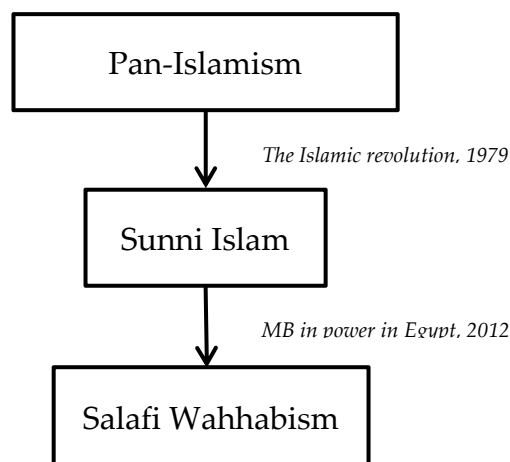 Pan-Islamism
The Islamic revolution, 1979
Sunni Islam
MB in power in Egypt, 2012
Salafi Wahhabism